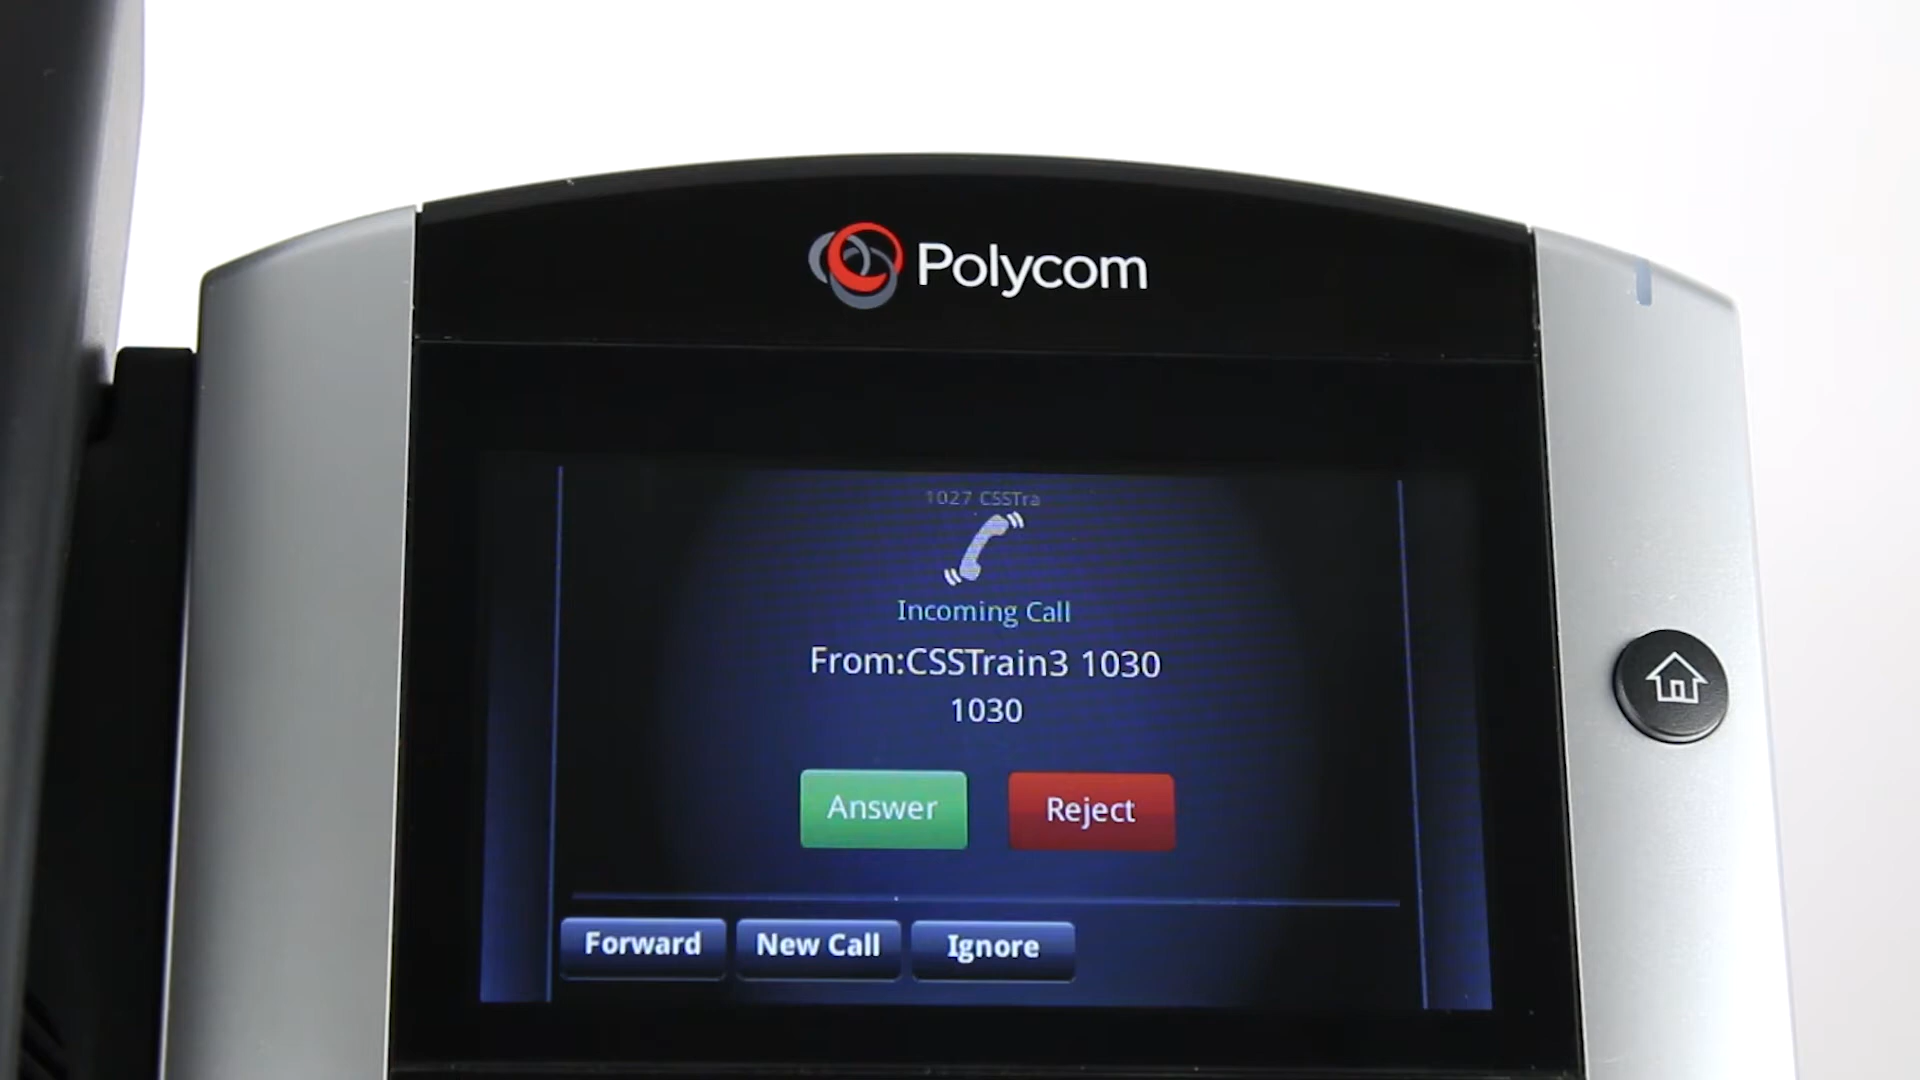 Polycom
1027 CSSTra
Incoming Call
From:CSSTrain3 1030
1030
Answer Reject
Forward New Call Ignore